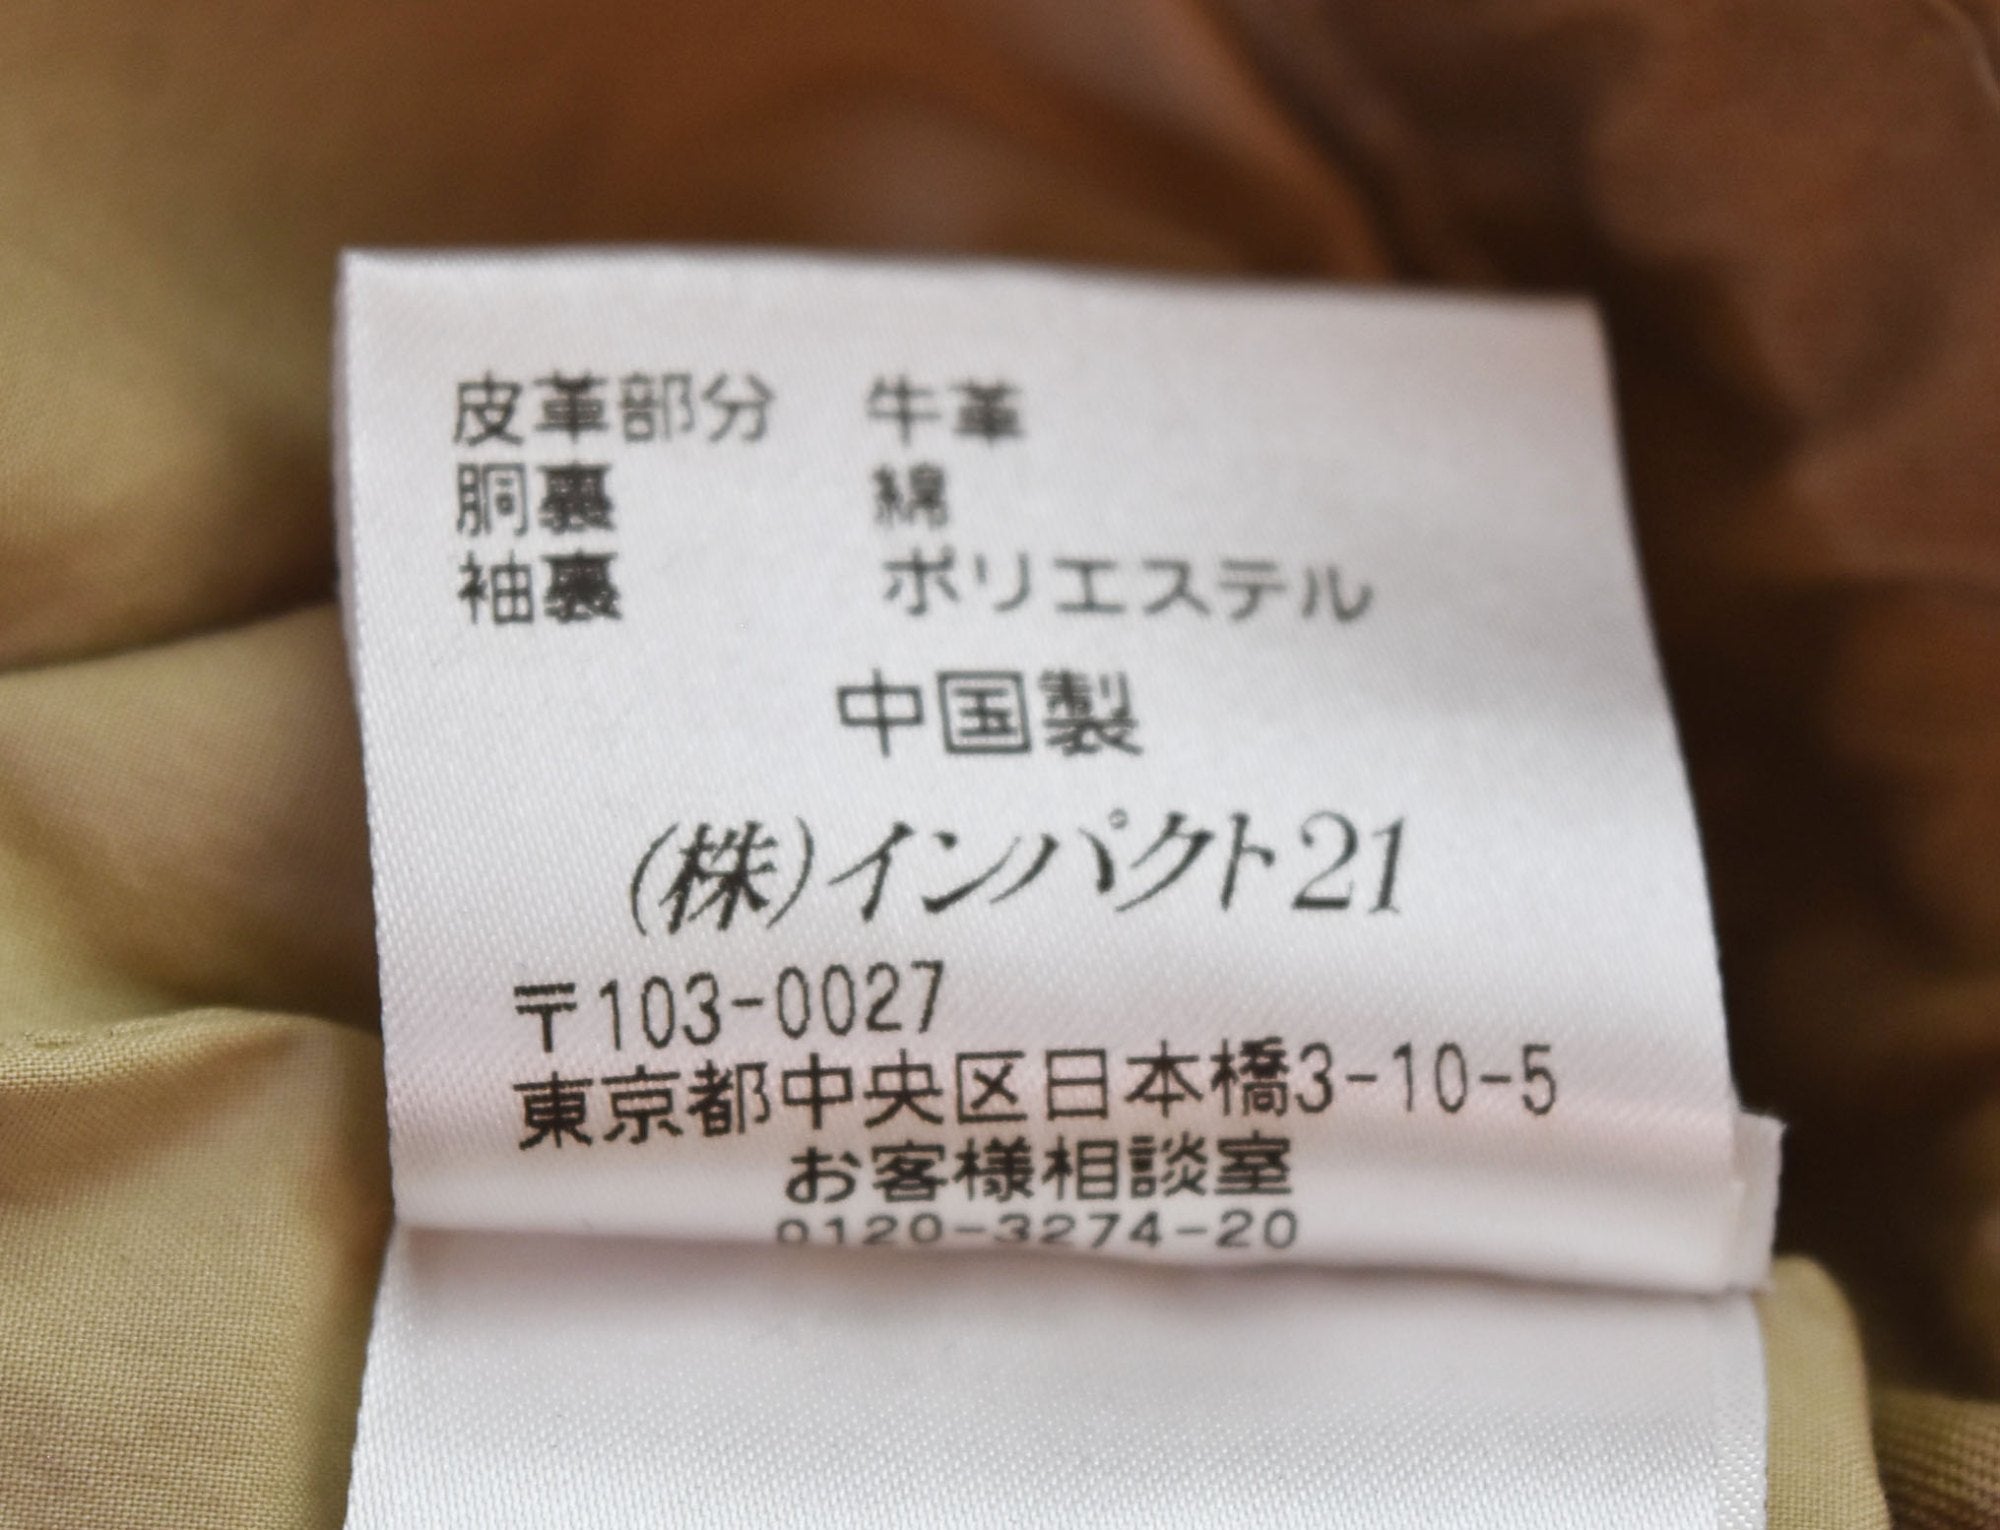 皮革部分 牛革
胴裏 綿
袖裏 ポリエステル
中国製
(株)インパクト21
〒103-0027
東京都中央区日本橋3-10-5
お客様相談室
0120-3274-20